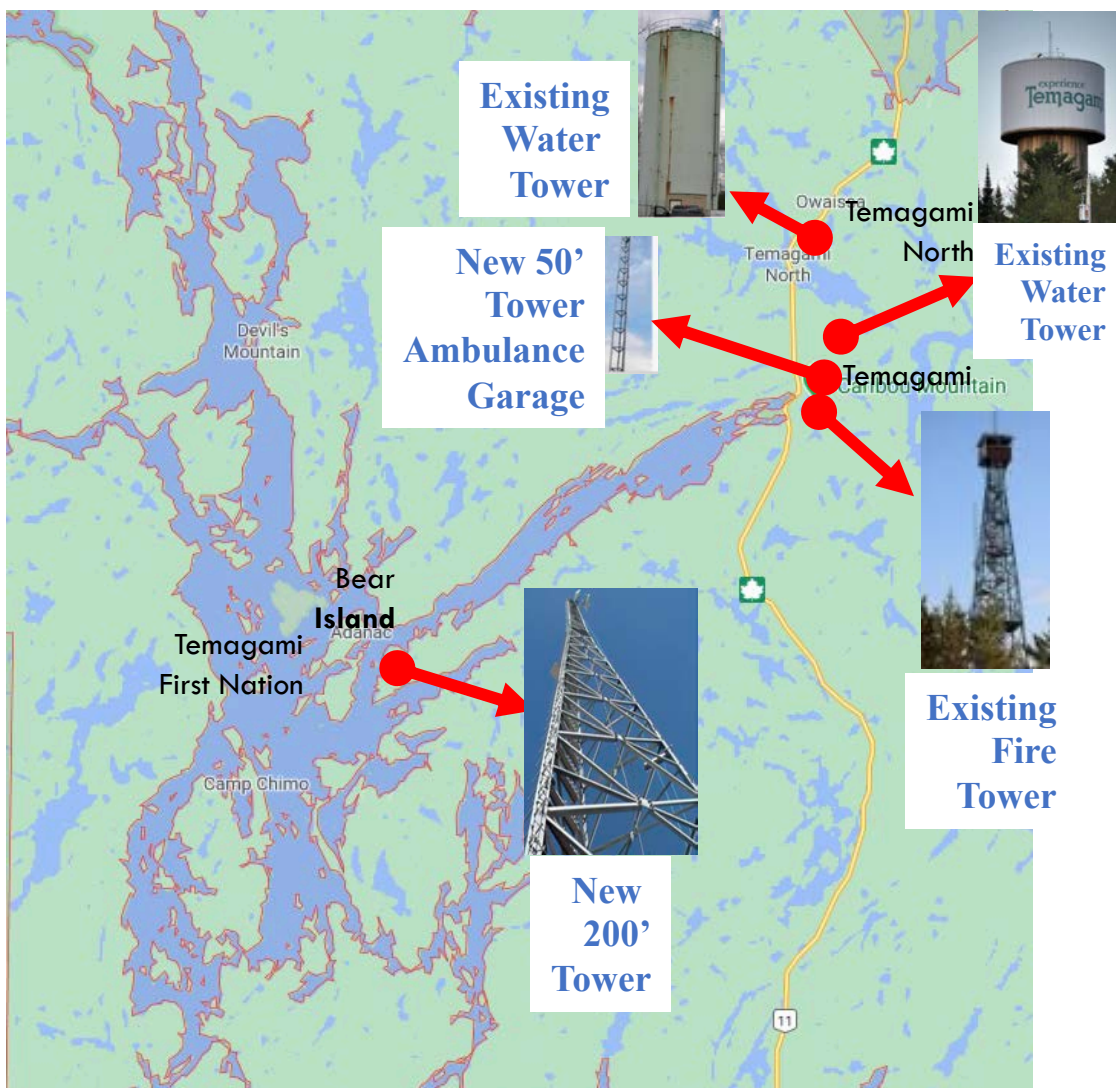 Existing
Water
Tower
experience
Temagami
Owaissa
Temagami
North
Temagami
North
Existing
Water
Tower
New 50’
Tower
Ambulance
Garage
Devil's
Mountain
Temagami
Caribou Mountain
Bear
Island
Adanac
Temagami
First Nation
Existing
Fire
Tower
Camp Chimo
New
200’
Tower
11